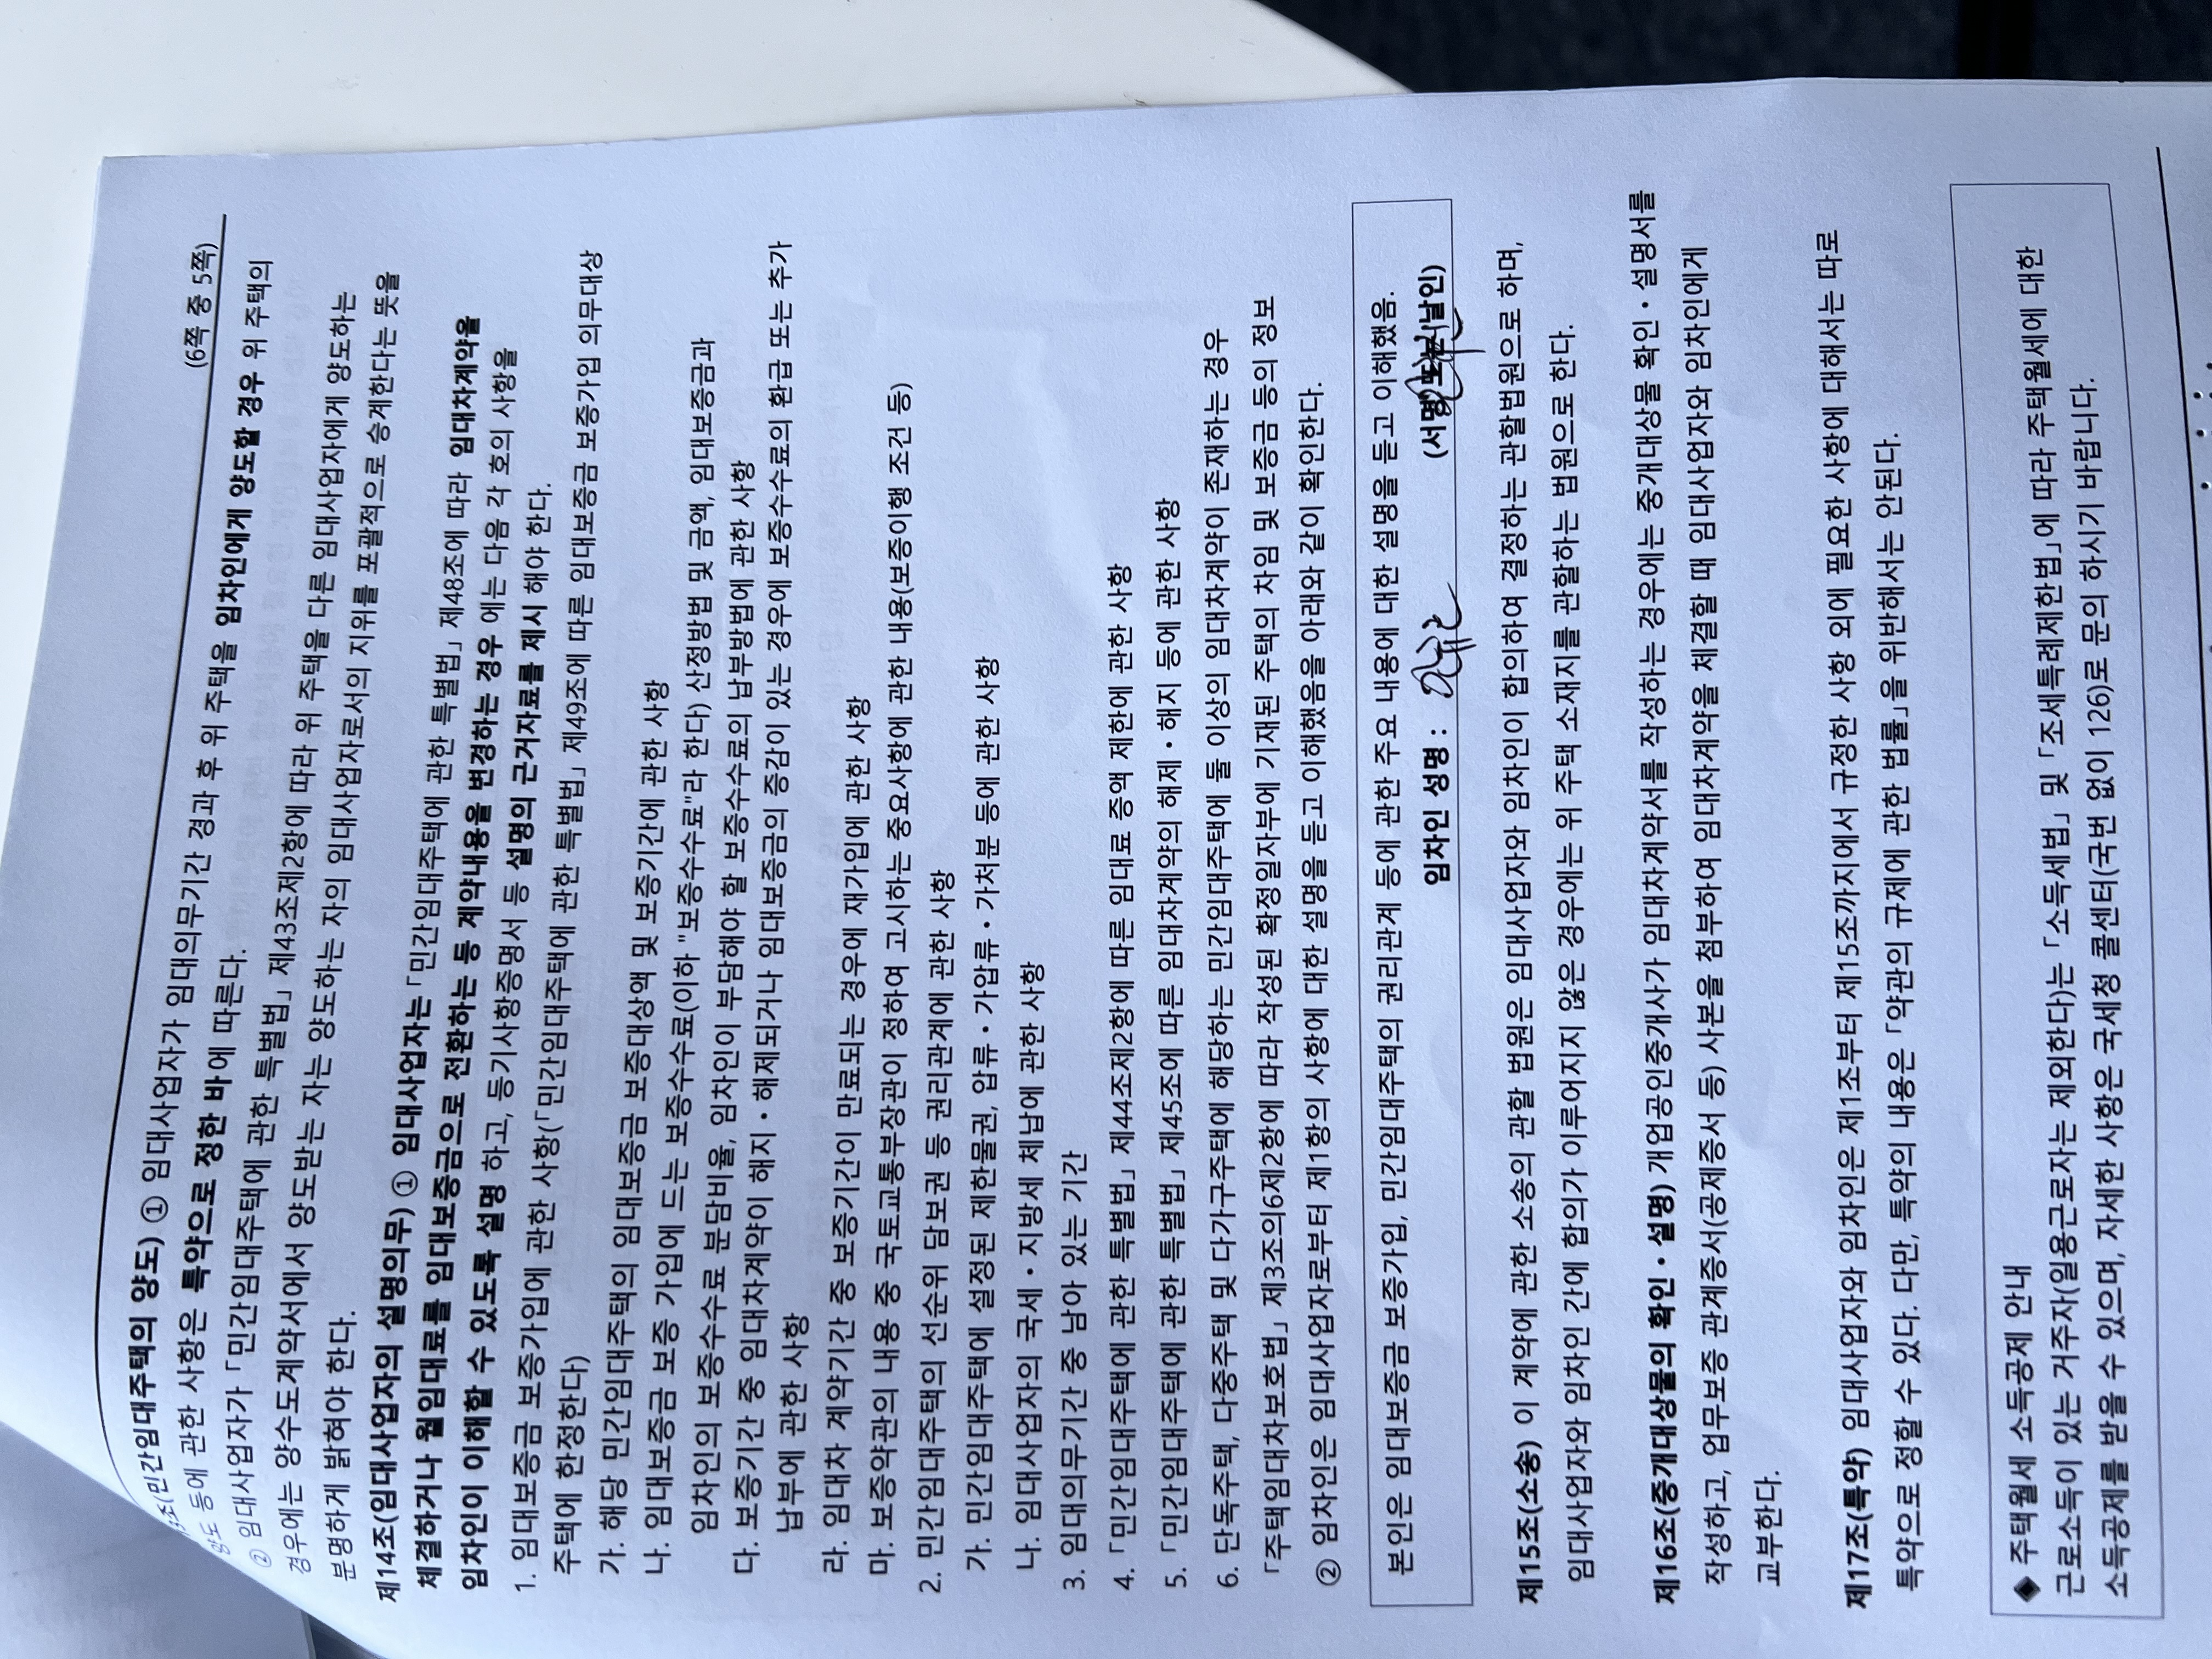 (6쪽 중 5쪽)
13조(민간임대주택의 양도) ① 임대사업자가 임대의무기간 경과 후 위 주택을 임차인에게 양도할 경우 위 주택의
양도 등에 관한 사항은 특약으로 정한 바에 따른다.
② 임대사업자가 「민간임대주택에 관한 특별법」 제43조제2항에 따라 위 주택을 다른 임대사업자에게 양도하는
경우에는 양수도계약서에서 양도받는 자는 양도하는 자의 임대사업자로서의 지위를 포괄적으로 승계한다는 뜻을
분명하게 밝혀야 한다.
제14조(임대사업자의 설명의무) ① 임대사업자는 「민간임대주택에 관한 특별법」 제48조에 따라 임대차계약을
체결하거나 월임대료를 임대보증금으로 전환하는 등 계약내용을 변경하는 경우 에는 다음 각 호의 사항을
임차인이 이해할 수 있도록 설명 하고, 등기사항증명서 등 설명의 근거자료를 제시 해야 한다.
1. 임대보증금 보증가입에 관한 사항(「민간임대주택에 관한 특별법」 제49조에 따른 임대보증금 보증가입 의무대상
주택에 한정한다)
가. 해당 민간임대주택의 임대보증금 보증대상액 및 보증기간에 관한 사항
나. 임대보증금 보증 가입에 드는 보증수수료(이하 "보증수수료"라 한다) 산정방법 및 금액, 임대보증금과
임차인의 보증수수료 분담비율, 임차인이 부담해야 할 보증수수료의 납부방법에 관한 사항
다. 보증기간 중 임대차계약이 해지・해제되거나 임대보증금의 증감이 있는 경우에 보증수수료의 환급 또는 추가
납부에 관한 사항
라. 임대차 계약기간 중 보증기간이 만료되는 경우에 재가입에 관한 사항
마. 보증약관의 내용 중 국토교통부장관이 정하여 고시하는 중요사항에 관한 내용(보증이행 조건 등)
2. 민간임대주택의 선순위 담보권 등 권리관계에 관한 사항
가. 민간임대주택에 설정된 제한물권, 압류・가압류・가처분 등에 관한 사항
나. 임대사업자의 국세・지방세 체납에 관한 사항
3. 임대의무기간 중 남아 있는 기간
4. 「민간임대주택에 관한 특별법」 제44조제2항에 따른 임대료 증액 제한에 관한 사항
5. 「민간임대주택에 관한 특별법」 제45조에 따른 임대차계약의 해제・해지 등에 관한 사항
6. 단독주택, 다중주택 및 다가구주택에 해당하는 민간임대주택에 둘 이상의 임대차계약이 존재하는 경우
「주택임대차보호법」 제3조의6제2항에 따라 작성된 확정일자부에 기재된 주택의 차임 및 보증금 등의 정보
② 임차인은 임대사업자로부터 제1항의 사항에 대한 설명을 듣고 이해했음을 아래와 같이 확인한다.
본인은 임대보증금 보증가입, 민간임대주택의 권리관계 등에 관한 주요 내용에 대한 설명을 듣고 이해했음.
임차인 성명 : (서명 또는 날인)
제15조(소송) 이 계약에 관한 소송의 관할 법원은 임대사업자와 임차인이 합의하여 결정하는 관할법원으로 하며,
임대사업자와 임차인 간에 합의가 이루어지지 않은 경우에는 위 주택 소재지를 관할하는 법원으로 한다.
제16조(중개대상물의 확인・설명) 개업공인중개사가 임대차계약서를 작성하는 경우에는 중개대상물 확인・설명서를
작성하고, 업무보증 관계증서(공제증서 등) 사본을 첨부하여 임대차계약을 체결할 때 임대사업자와 임차인에게
교부한다.
제17조(특약) 임대사업자와 임차인은 제1조부터 제15조까지에서 규정한 사항 외에 필요한 사항에 대해서는 따로
특약으로 정할 수 있다. 다만, 특약의 내용은 「약관의 규제에 관한 법률」을 위반해서는 안된다.
◈ 주택월세 소득공제 안내
근로소득이 있는 거주자(일용근로자는 제외한다)는 「소득세법」 및 「조세특례제한법」에 따라 주택월세에 대한
소득공제를 받을 수 있으며, 자세한 사항은 국세청 콜센터(국번 없이 126)로 문의 하시기 바랍니다.